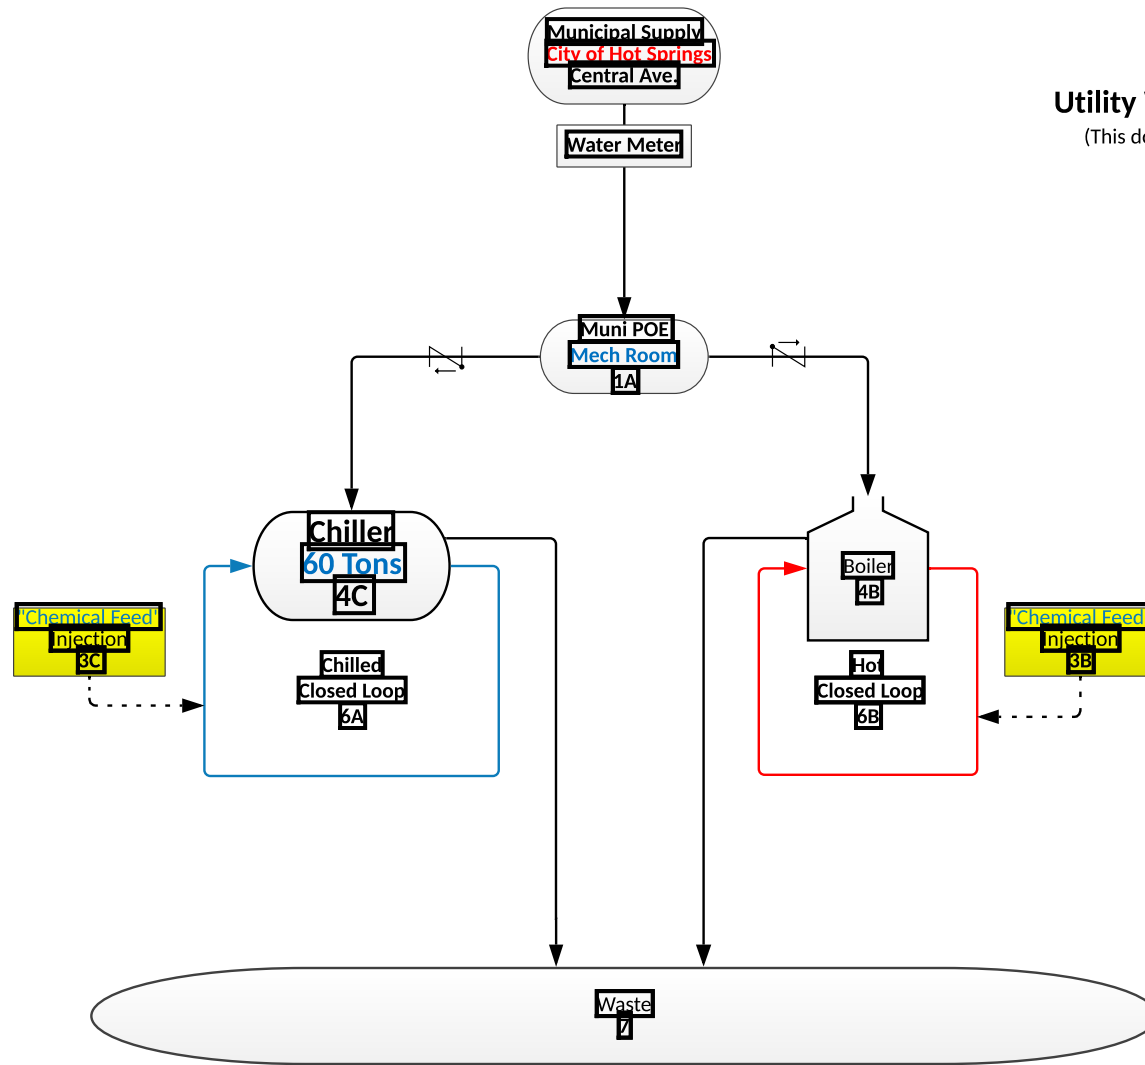 Municipal Supply
City of Hot Springs
Central Ave.
Utility
(This
Water Meter
Muni POE
Mech Room
1A
Chiller
60 Tons
4C
Boiler
4B
"Chemical Feed"
Injection
3C
"Chemical Feed"
Injection
3B
Chilled
Closed Loop
6A
Hot
Closed Loop
6B
Waste
7